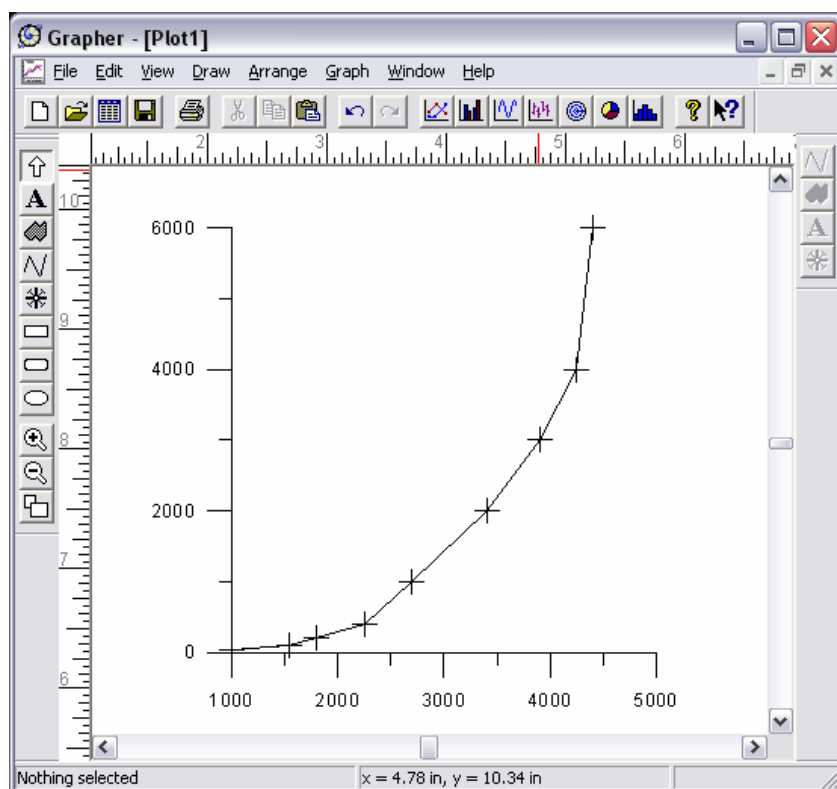 Grapher - [Plot1]
File Edit View Draw Arrange Graph Window Help
2 3 4 5 6
10
9
8
7
6
A
A
6000
4000
2000
0
1000 2000 3000 4000 5000
Nothing selected x = 4.78 in, y = 10.34 in